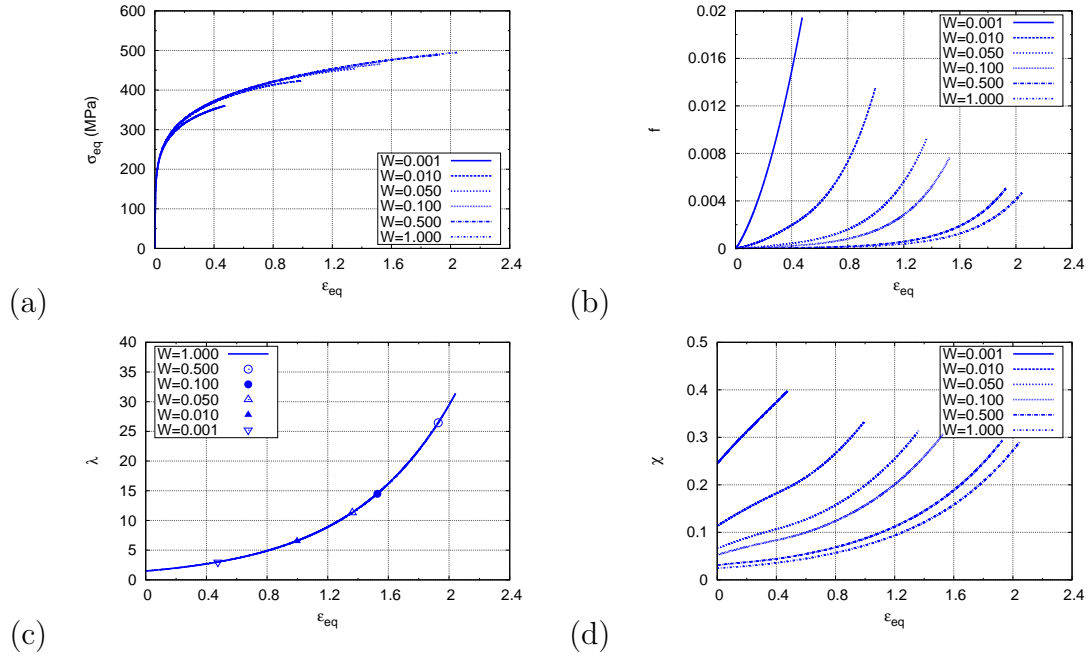 600
500
400
300
200
100
0
0 0.4 0.8 1.2 1.6 2 2.4
σeq (MPa)
εeq
W=0.001
W=0.010
W=0.050
W=0.100
W=0.500
W=1.000
(a)
0.02
0.016
0.012
0.008
0.004
0 0.4 0.8 1.2 1.6 2 2.4
f
εeq
W=0.001
W=0.010
W=0.050
W=0.100
W=0.500
W=1.000
(b)
40
35
30
25
20
15
10
5
0
0 0.4 0.8 1.2 1.6 2 2.4
λ
εeq
W=1.000
W=0.500
W=0.100
W=0.050
W=0.010
W=0.001
(c)
0.5
0.4
0.3
0.2
0.1
0
0 0.4 0.8 1.2 1.6 2 2.4
χ
εeq
W=0.001
W=0.010
W=0.050
W=0.100
W=0.500
W=1.000
(d)